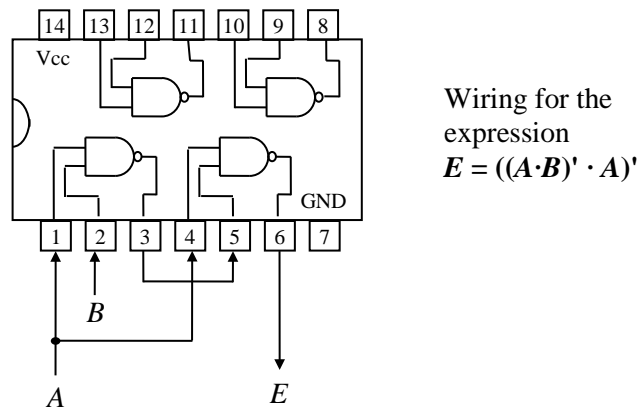 14 13 12 11 10 9 8
Vcc
GND
1 2 3 4 5 6 7
B
A
E
Wiring for the
expression
E = ((A·B)' · A)'